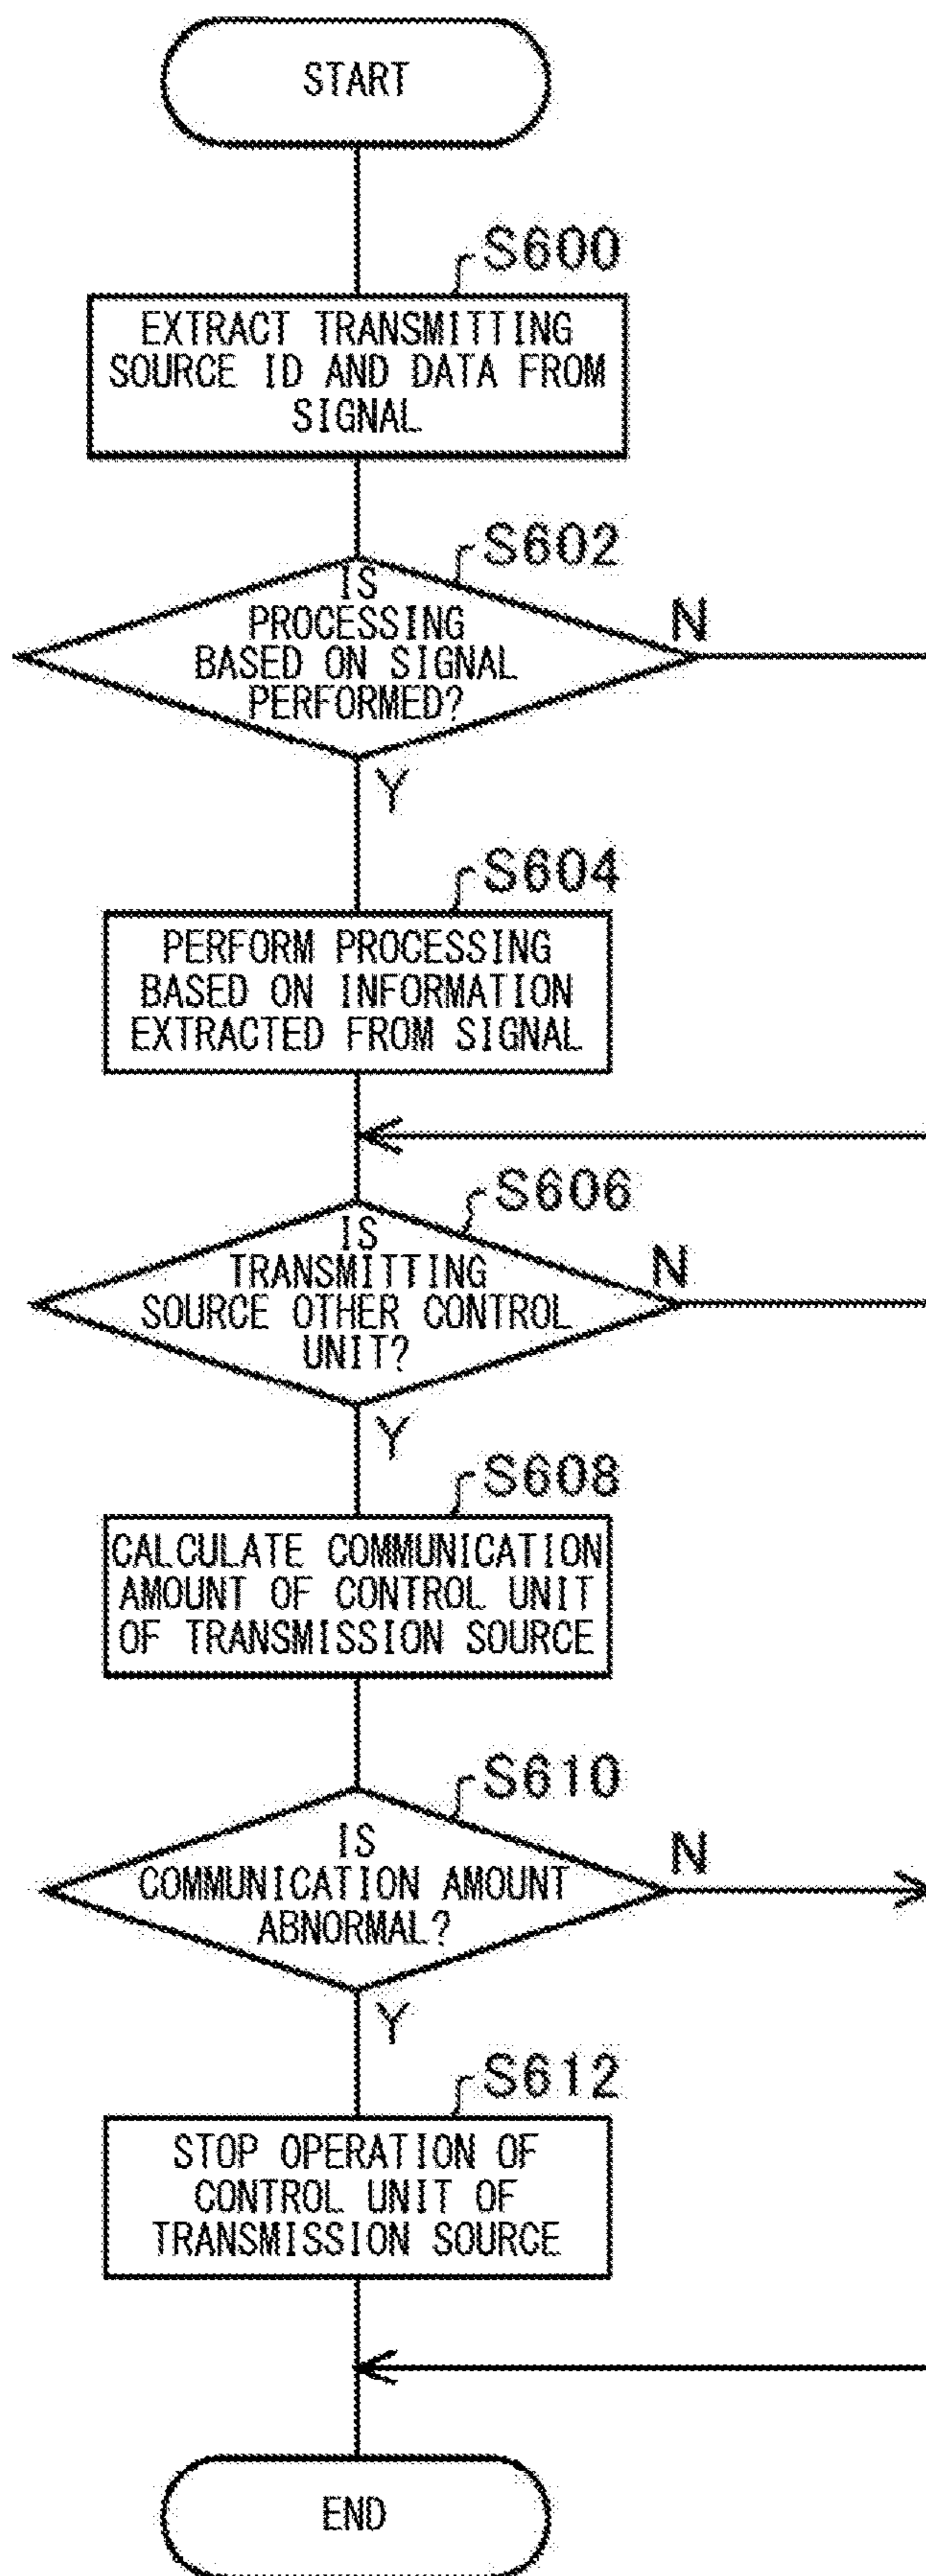 START
S600
EXTRACT TRANSMITTING
SOURCE ID AND DATA FROM
SIGNAL
S602
IS
PROCESSING
BASED ON SIGNAL
PERFORMED?
N
Y
S604
PERFORM PROCESSING
BASED ON INFORMATION
EXTRACTED FROM SIGNAL
S606
IS
TRANSMITTING
SOURCE OTHER CONTROL
UNIT?
N
Y
S608
CALCULATE COMMUNICATION
AMOUNT OF CONTROL UNIT
OF TRANSMISSION SOURCE
S610
IS
COMMUNICATION AMOUNT
ABNORMAL?
N
Y
S612
STOP OPERATION OF
CONTROL UNIT OF
TRANSMISSION SOURCE
END